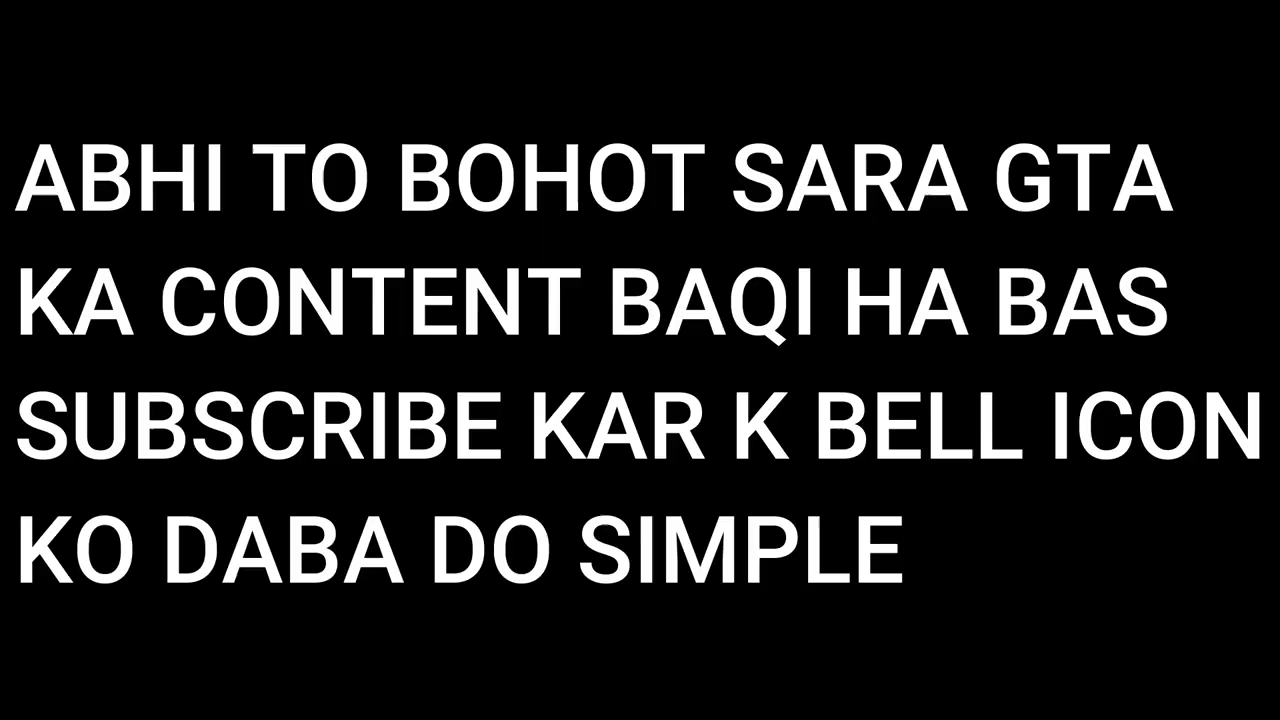 ABHI TO BOHOT SARA GTA
KA CONTENT BAQI HA BAS
SUBSCRIBE KAR K BELL ICON
KO DABA DO SIMPLE